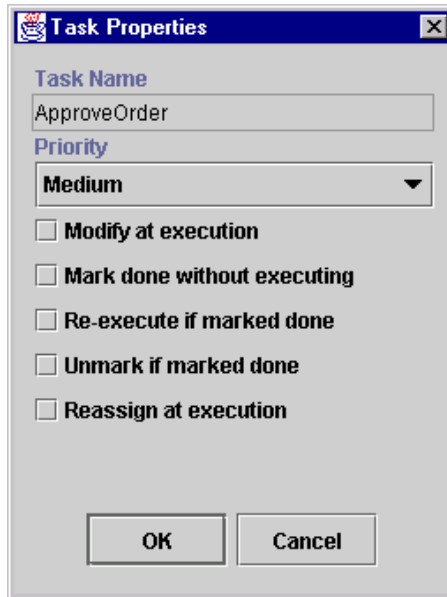 Task Properties
Task Name
ApproveOrder
Priority
Medium
Modify at execution
Mark done without executing
Re-execute if marked done
Unmark if marked done
Reassign at execution
OK Cancel